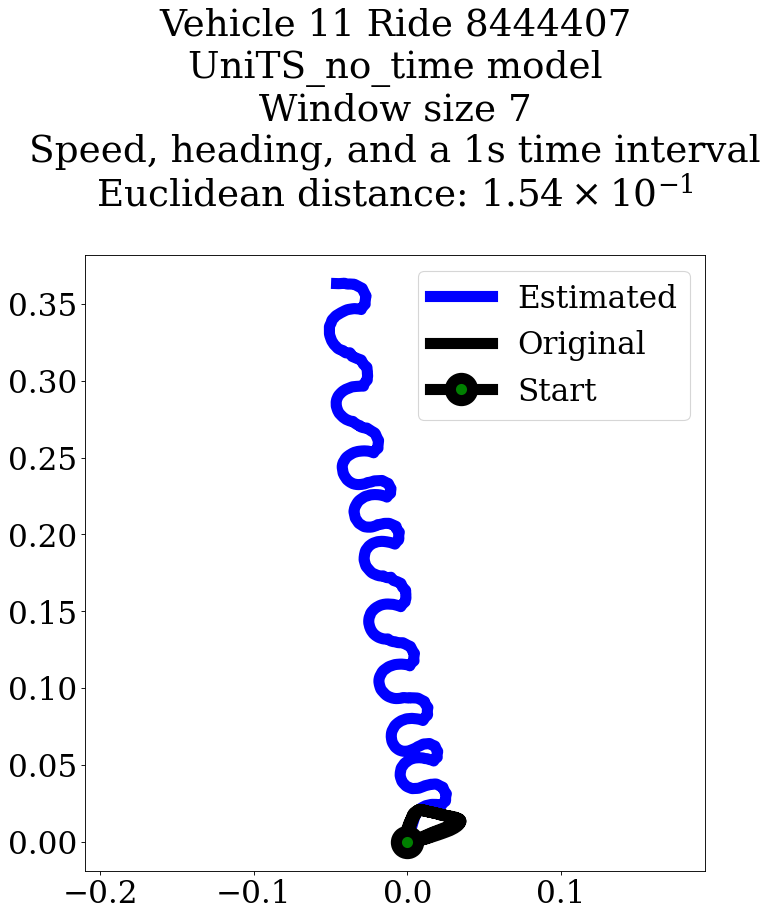 Vehicle 11 Ride 8444407
UniTS_no_time model
Window size 7
Speed, heading, and a 1s time interval
Euclidean distance: 1.54 × 10⁻¹
Estimated
Original
Start
0.35
0.30
0.25
0.20
0.15
0.10
0.05
0.00
−0.2 −0.1 0.0 0.1